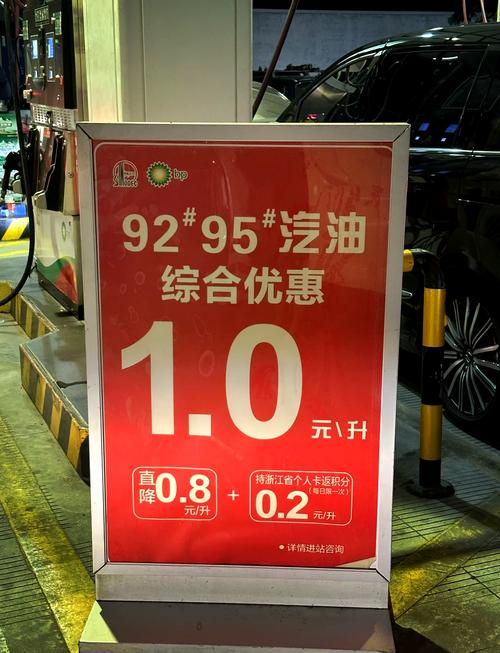 SINOPEC
bp
92#95#汽油
综合优惠
1.0元\升
直降0.8元/升
+
持浙江省个人卡返积分
(每日限一次)
0.2元/升
●详情进站咨询